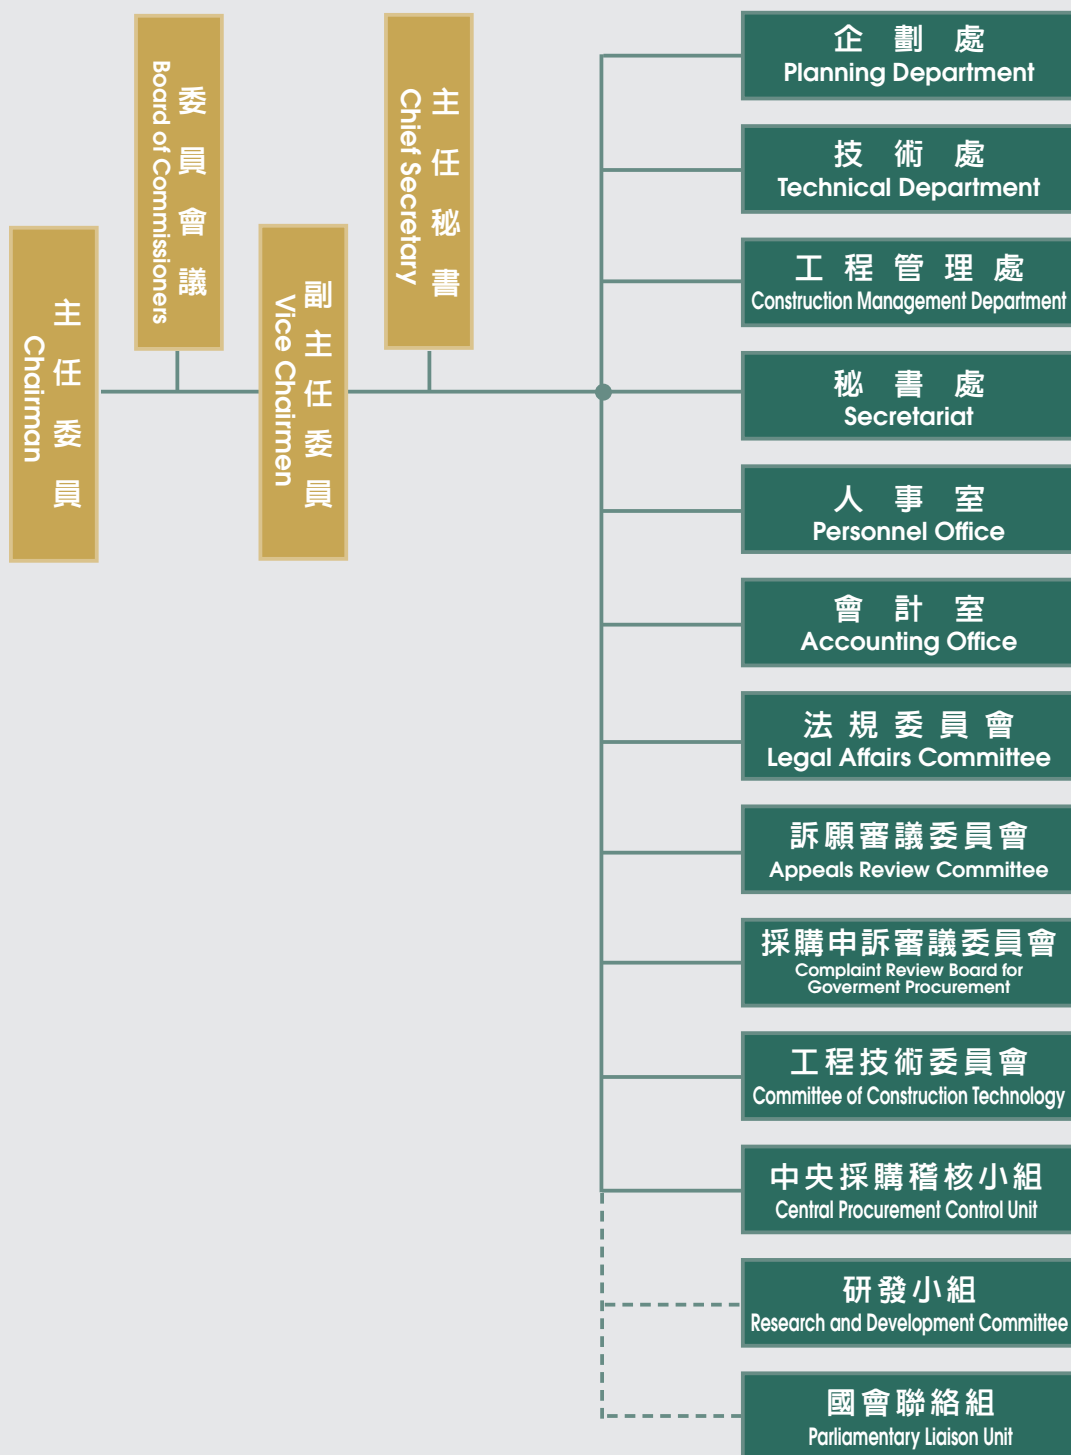 主任委員
Chairman
委員會議
Board of Commissioners
副主任委員
Vice Chairmen
主任秘書
Chief Secretary
企劃處
Planning Department
技術處
Technical Department
工程管理處
Construction Management Department
秘書處
Secretariat
人事室
Personnel Office
會計室
Accounting Office
法規委員會
Legal Affairs Committee
訴願審議委員會
Appeals Review Committee
採購申訴審議委員會
Complaint Review Board for
Goverment Procurement
工程技術委員會
Committee of Construction Technology
中央採購稽核小組
Central Procurement Control Unit
研發小組
Research and Development Committee
國會聯絡組
Parliamentary Liaison Unit